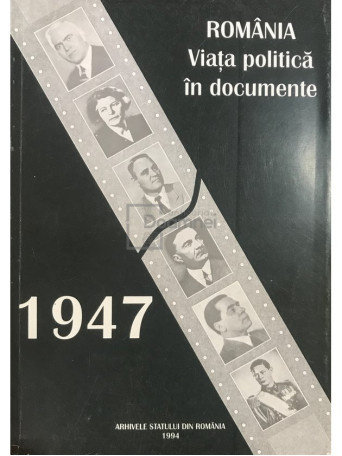 ROMÂNIA
Viața politică
în documente
1947
ARHIVELE STATULUI DIN ROMÂNIA
1994